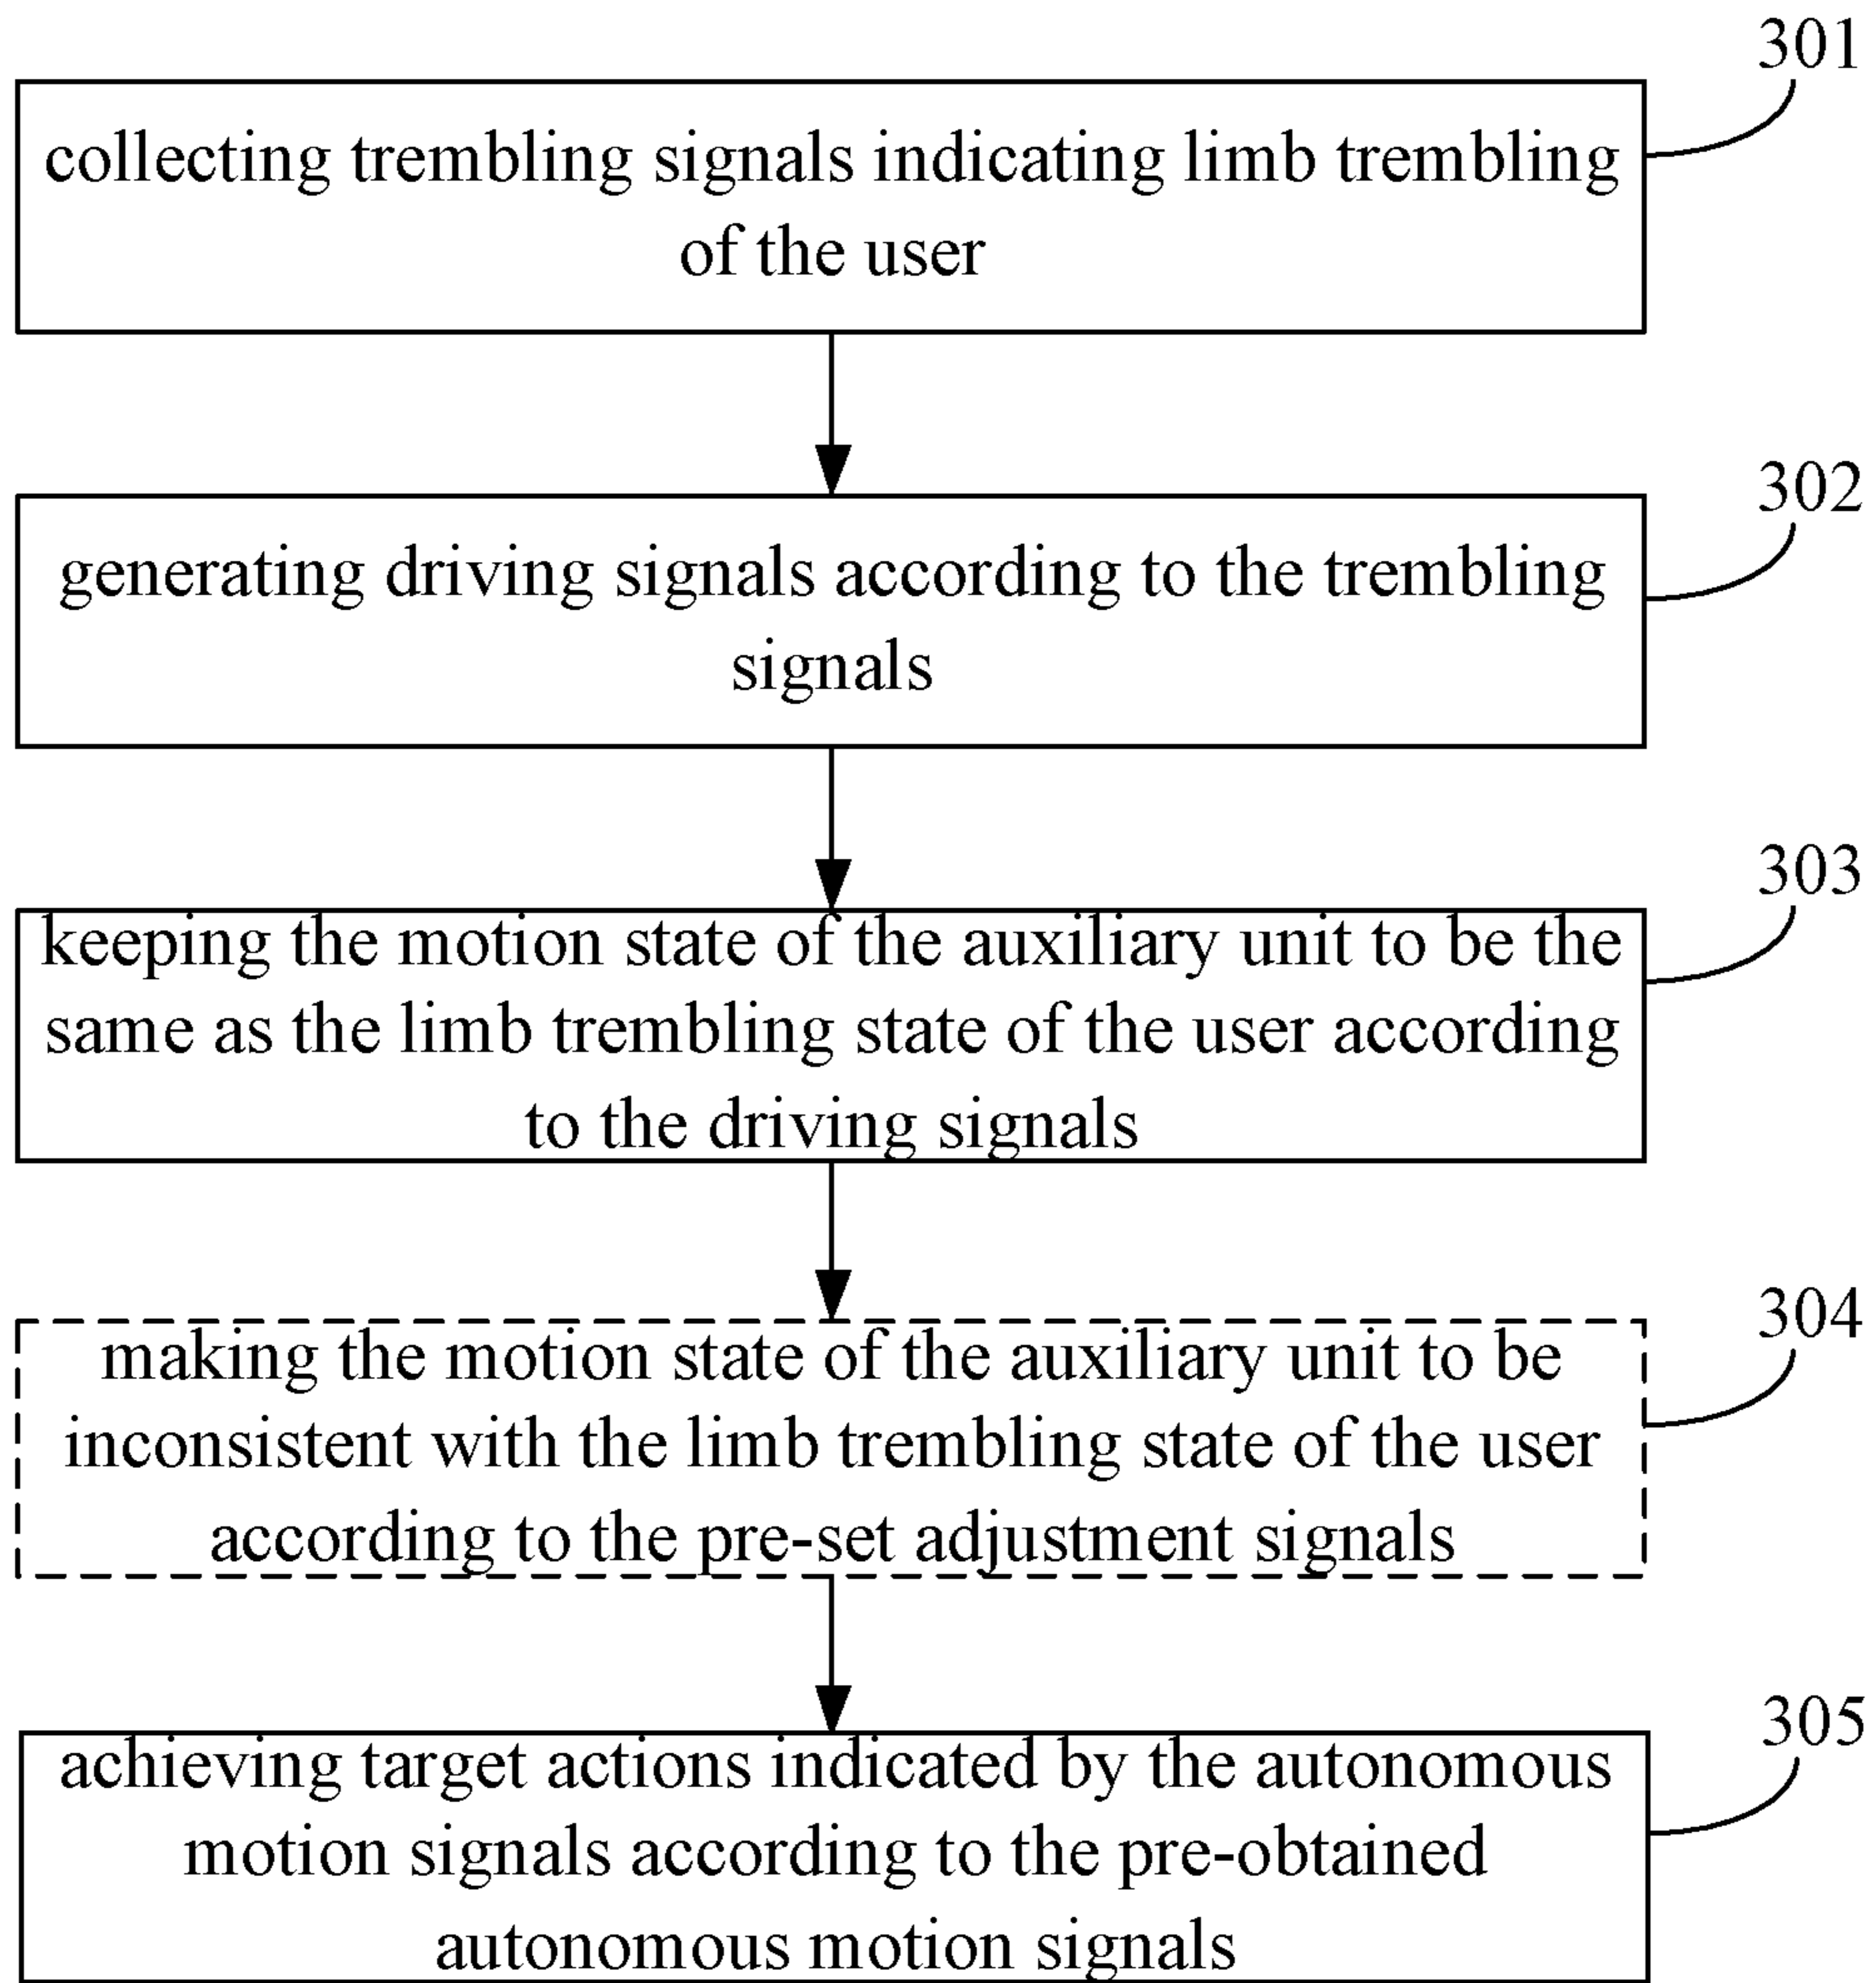 301
collecting trembling signals indicating limb trembling
of the user
302
generating driving signals according to the trembling
signals
303
keeping the motion state of the auxiliary unit to be the
same as the limb trembling state of the user according
to the driving signals
304
making the motion state of the auxiliary unit to be
inconsistent with the limb trembling state of the user
according to the pre-set adjustment signals
305
achieving target actions indicated by the autonomous
motion signals according to the pre-obtained
autonomous motion signals